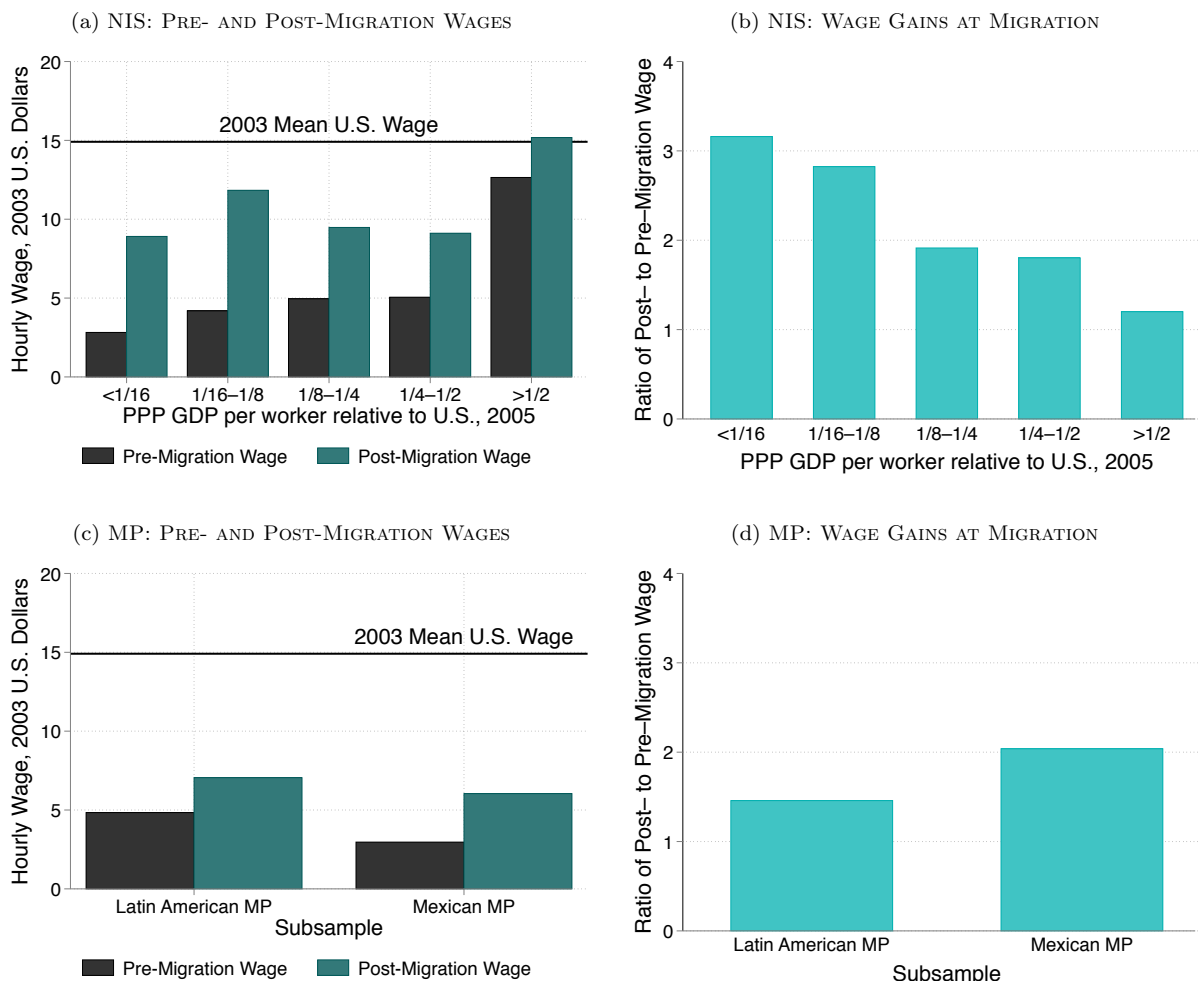 (a) NIS: Pre- and Post-Migration Wages
Hourly Wage, 2003 U.S. Dollars
20
15
10
5
0
2003 Mean U.S. Wage
<1/16
1/16–1/8
1/8–1/4
1/4–1/2
>1/2
PPP GDP per worker relative to U.S., 2005
Pre-Migration Wage
Post-Migration Wage
(b) NIS: Wage Gains at Migration
Ratio of Post– to Pre–Migration Wage
4
3
2
1
0
<1/16
1/16–1/8
1/8–1/4
1/4–1/2
>1/2
PPP GDP per worker relative to U.S., 2005
(c) MP: Pre- and Post-Migration Wages
Hourly Wage, 2003 U.S. Dollars
20
15
10
5
0
2003 Mean U.S. Wage
Latin American MP
Mexican MP
Subsample
Pre-Migration Wage
Post-Migration Wage
(d) MP: Wage Gains at Migration
Ratio of Post– to Pre–Migration Wage
4
3
2
1
0
Latin American MP
Mexican MP
Subsample